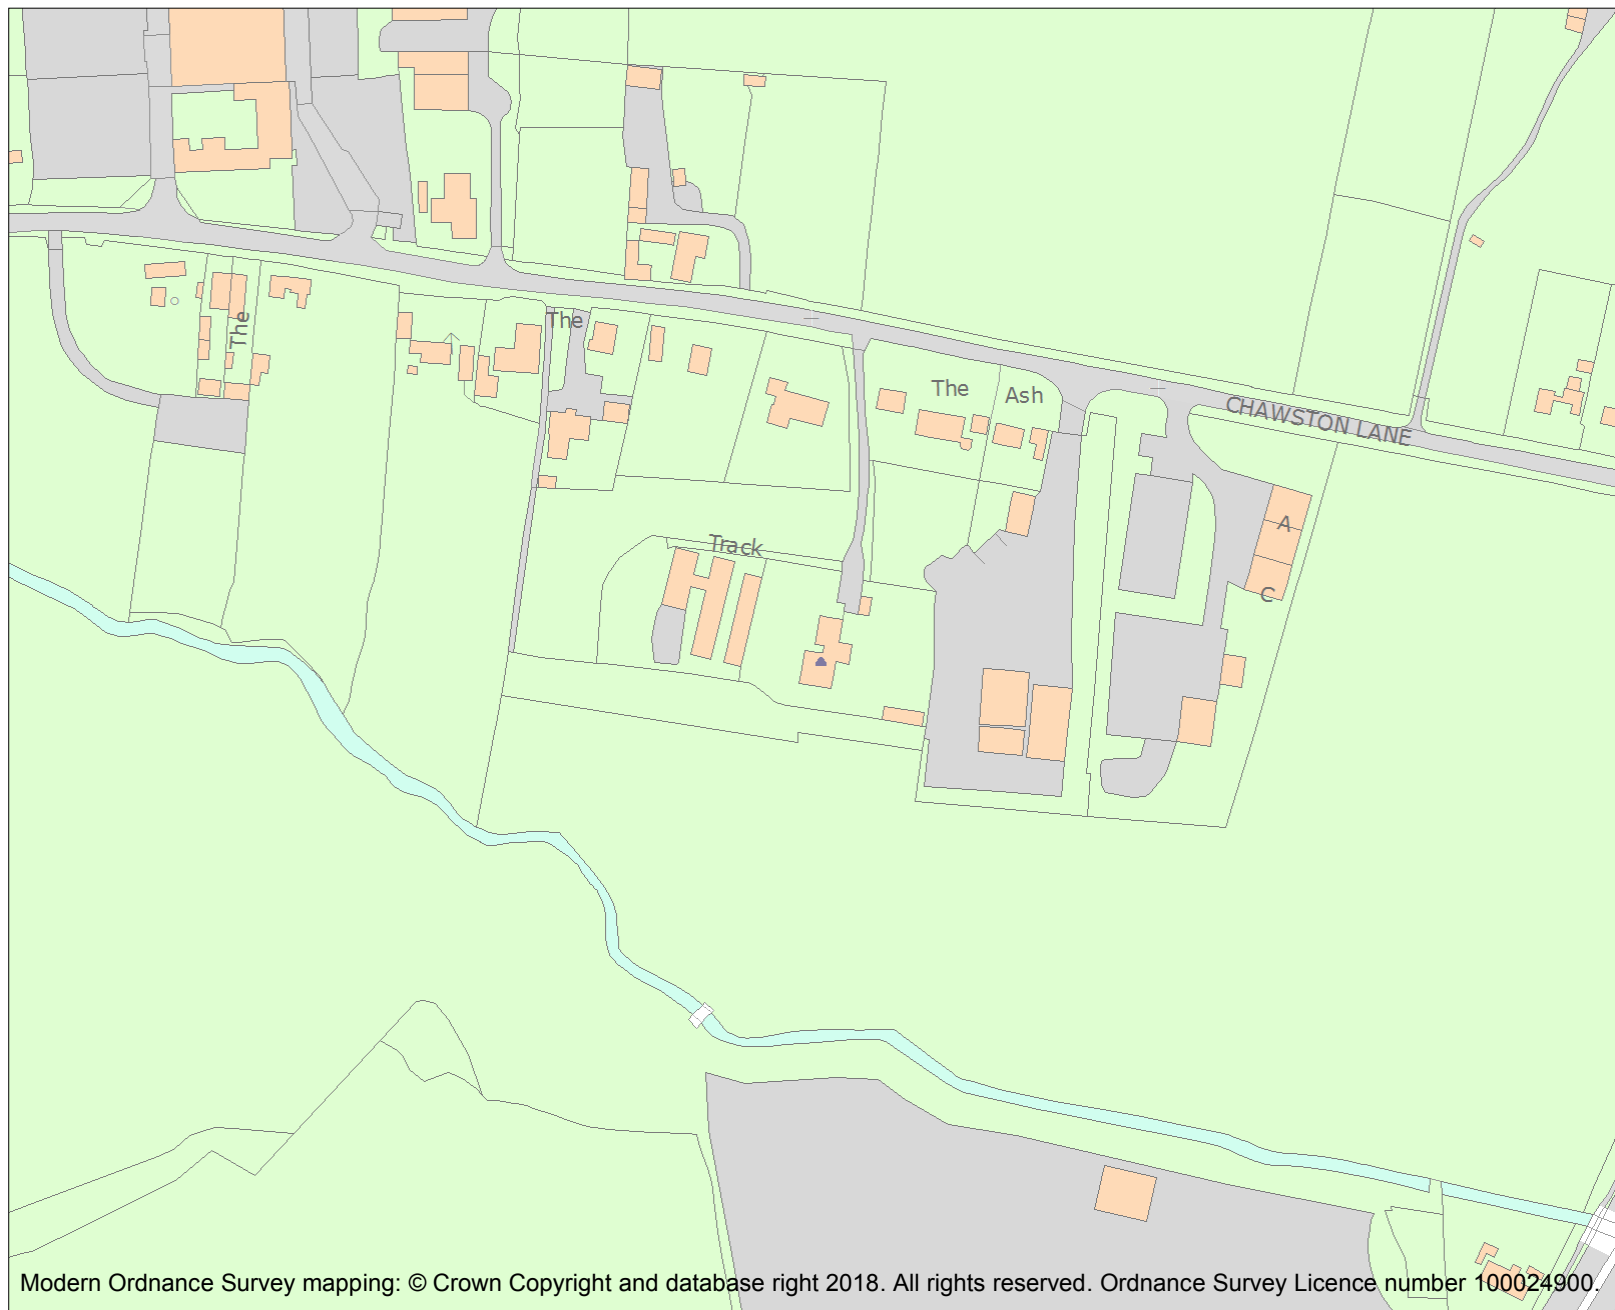 The
The
The
Ash
CHAWSTON LANE
A
Track
C
Modern Ordnance Survey mapping: © Crown Copyright and database right 2018. All rights reserved. Ordnance Survey Licence number 100024900.